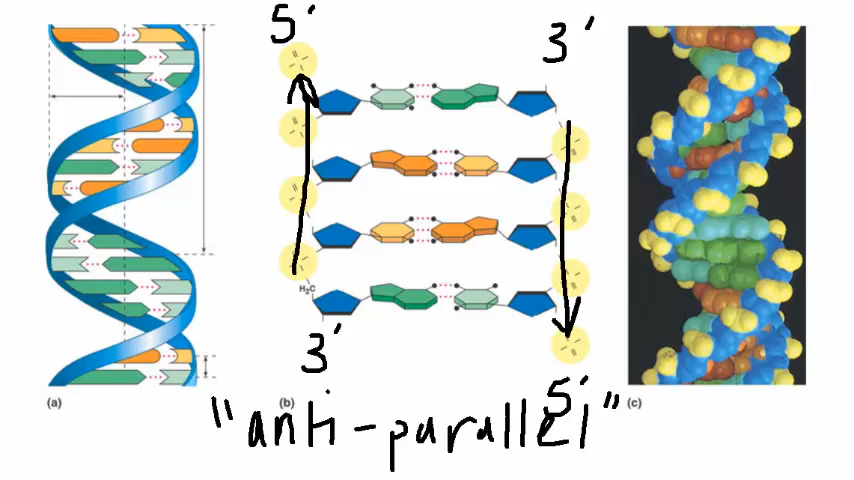 5'
3'
H₂C
3'
5'
(a)
(b)
(c)
"anti-parallel"